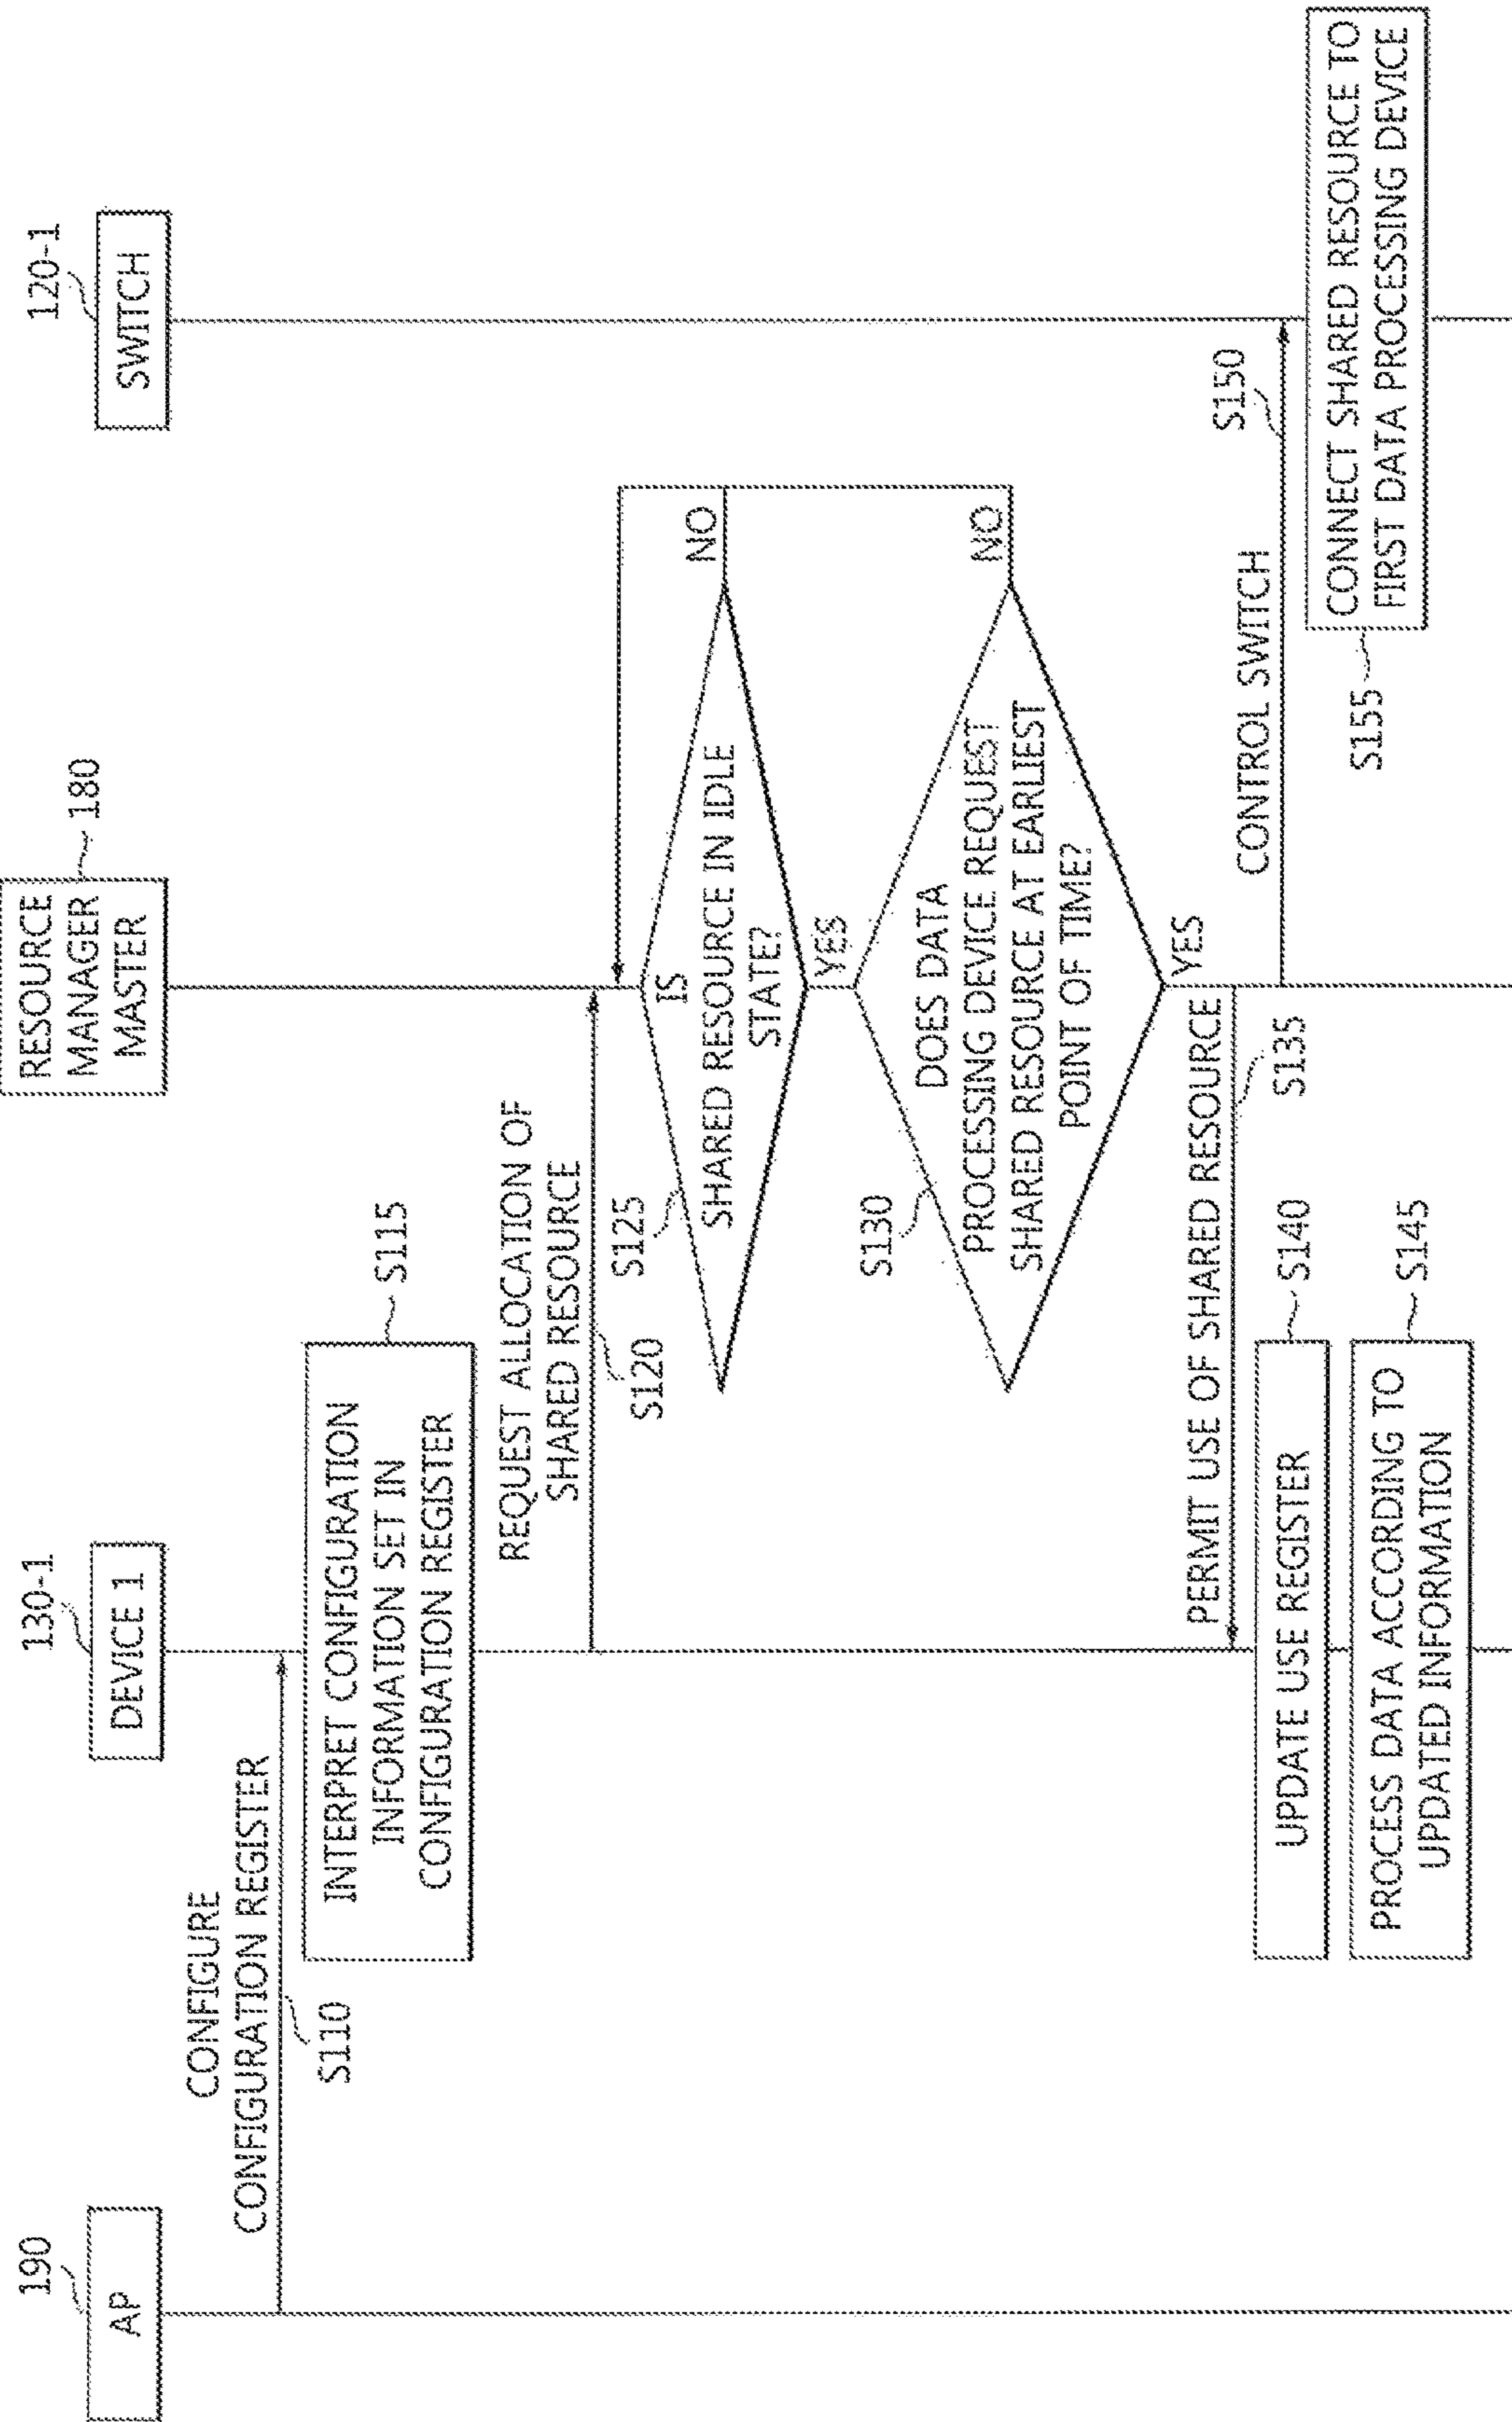 190
AP
130-1
DEVICE 1
RESOURCE
MANAGER
MASTER
180
120-1
SWITCH
CONFIGURE
CONFIGURATION REGISTER
S110
INTERPRET CONFIGURATION
INFORMATION SET IN
CONFIGURATION REGISTER
S115
REQUEST ALLOCATION OF
SHARED RESOURCE
S120
S125
IS
SHARED RESOURCE IN IDLE
STATE?
NO
YES
S130
DOES DATA
PROCESSING DEVICE REQUEST
SHARED RESOURCE AT EARLIEST
POINT OF TIME?
NO
YES
PERMIT USE OF SHARED RESOURCE
S135
UPDATE USE REGISTER
S140
PROCESS DATA ACCORDING TO
UPDATED INFORMATION
S145
CONTROL SWITCH
S150
CONNECT SHARED RESOURCE TO
FIRST DATA PROCESSING DEVICE
S155